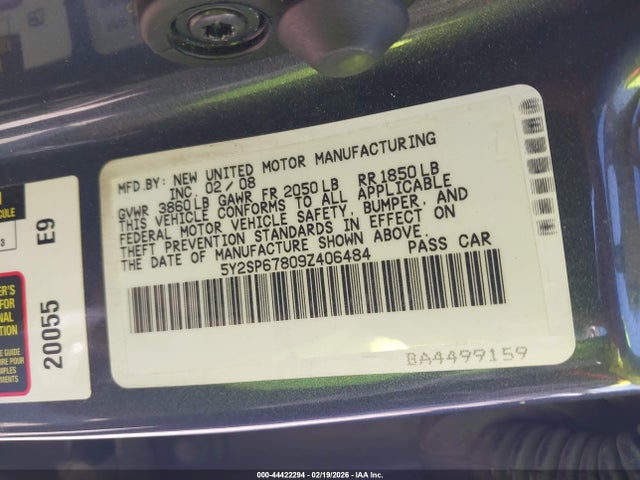 MFD.BY: NEW UNITED MOTOR MANUFACTURING
INC. 02/08
GVWR 3860LB GAWR FR 2050LB RR 1850LB
THIS VEHICLE CONFORMS TO ALL APPLICABLE
FEDERAL MOTOR VEHICLE SAFETY, BUMPER, AND
THEFT PREVENTION STANDARDS IN EFFECT ON
THE DATE OF MANUFACTURE SHOWN ABOVE.
5Y2SP67809Z406484 PASS CAR
BA4499159
20055 E9
000-44422294 - 02/19/2026 - IAA Inc.